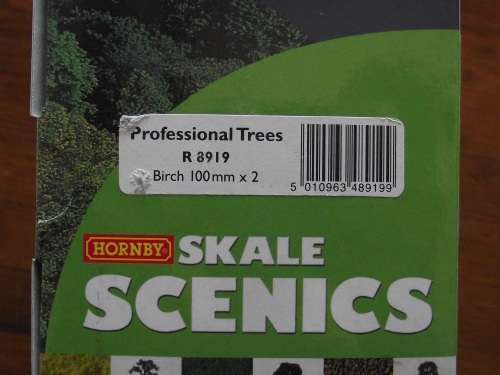 Professional Trees
R 8919
Birch 100mm x 2
5 010963 489199
HORNBY®
SKALE
SCENICS